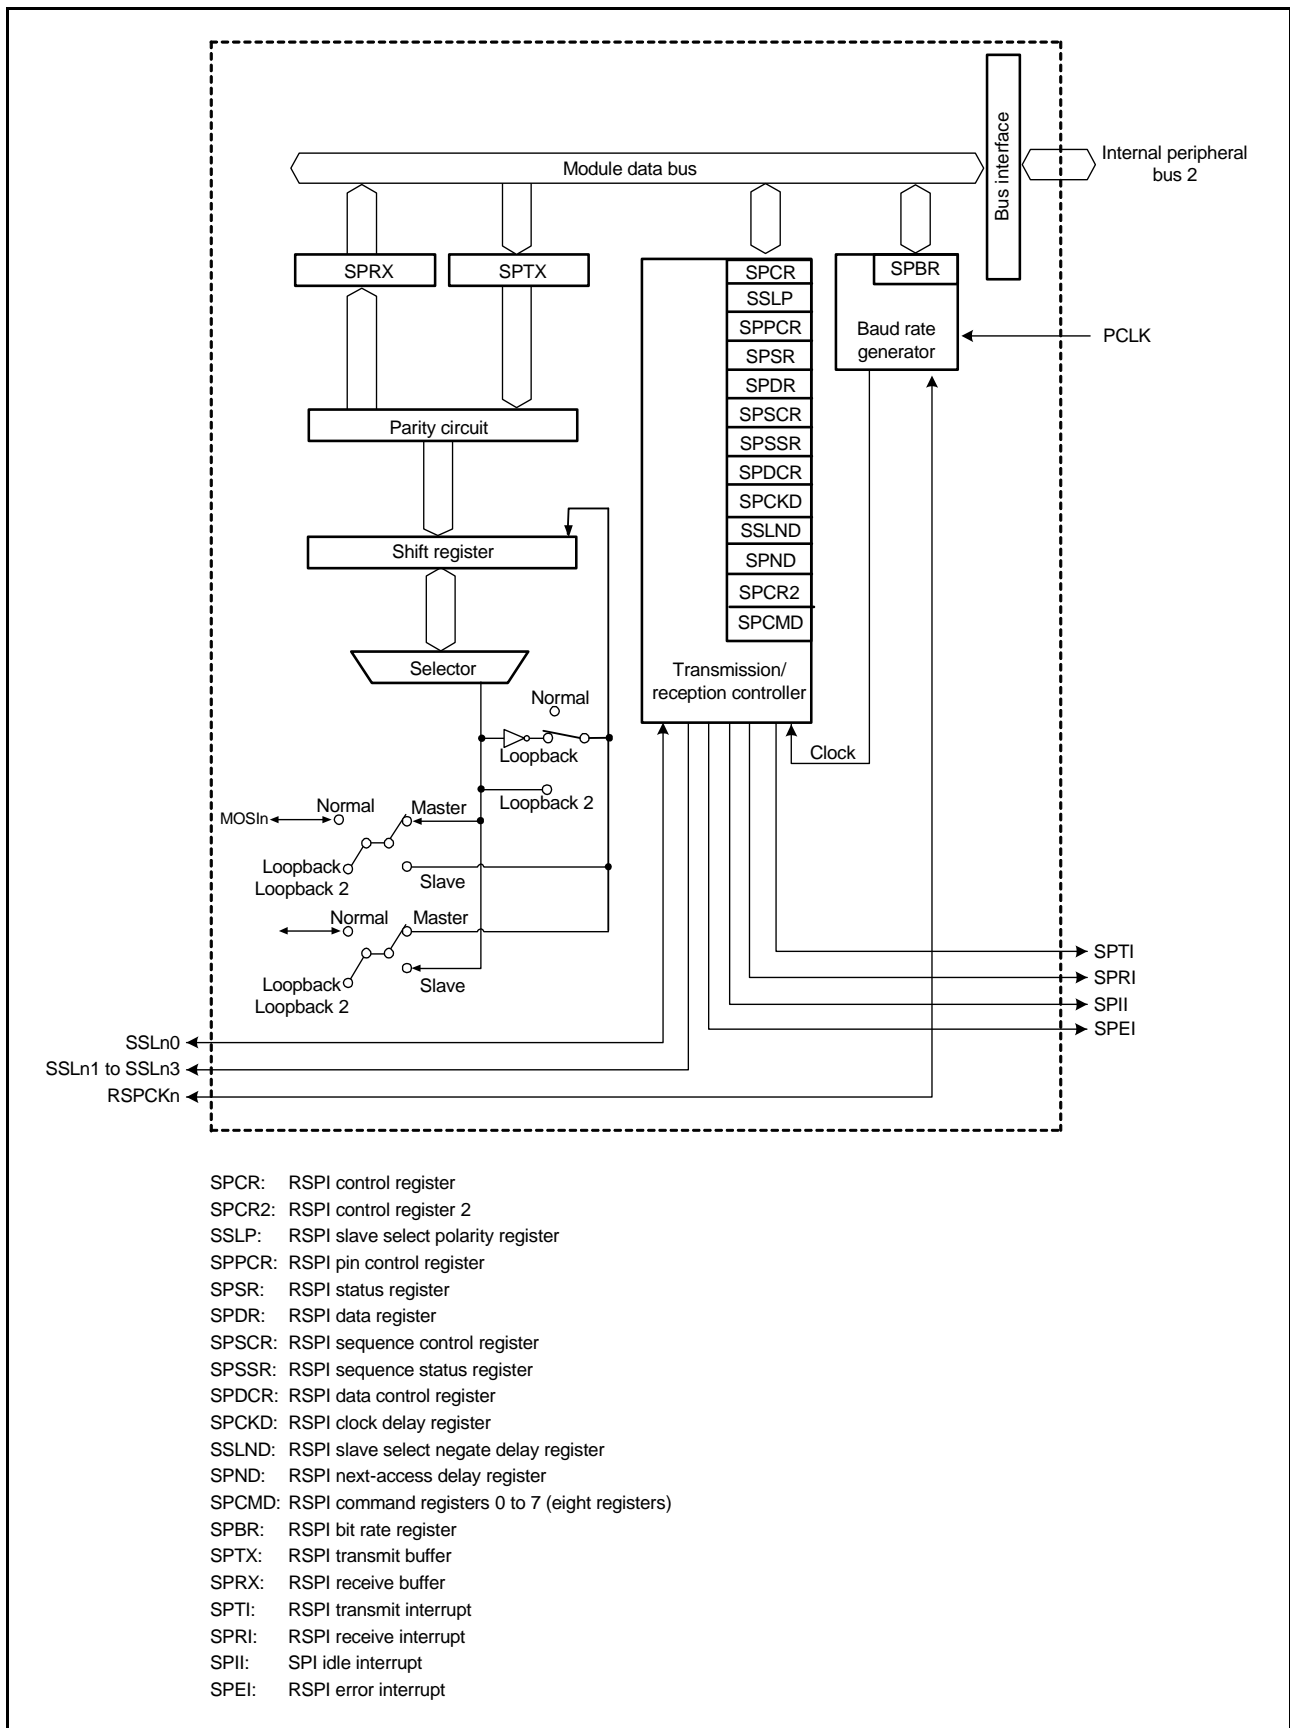 Bus interface
Internal peripheral
bus 2
Module data bus
SPRX
SPTX
SPCR
SSLP
SPPCR
SPSR
SPDR
SPSCR
SPSSR
SPDCR
SPCKD
SSLND
SPND
SPCR2
SPCMD
Transmission/
reception controller
SPBR
Baud rate
generator
PCLK
Parity circuit
Shift register
Selector
Normal
Loopback
Loopback 2
Clock
MOSIn
Normal
Master
Loopback
Loopback 2
Slave
Normal
Master
Loopback
Loopback 2
Slave
SPTI
SPRI
SPII
SPEI
SSLn0
SSLn1 to SSLn3
RSPCKn
SPCR: RSPI control register
SPCR2: RSPI control register 2
SSLP: RSPI slave select polarity register
SPPCR: RSPI pin control register
SPSR: RSPI status register
SPDR: RSPI data register
SPSCR: RSPI sequence control register
SPSSR: RSPI sequence status register
SPDCR: RSPI data control register
SPCKD: RSPI clock delay register
SSLND: RSPI slave select negate delay register
SPND: RSPI next-access delay register
SPCMD: RSPI command registers 0 to 7 (eight registers)
SPBR: RSPI bit rate register
SPTX: RSPI transmit buffer
SPRX: RSPI receive buffer
SPTI: RSPI transmit interrupt
SPRI: RSPI receive interrupt
SPII: SPI idle interrupt
SPEI: RSPI error interrupt